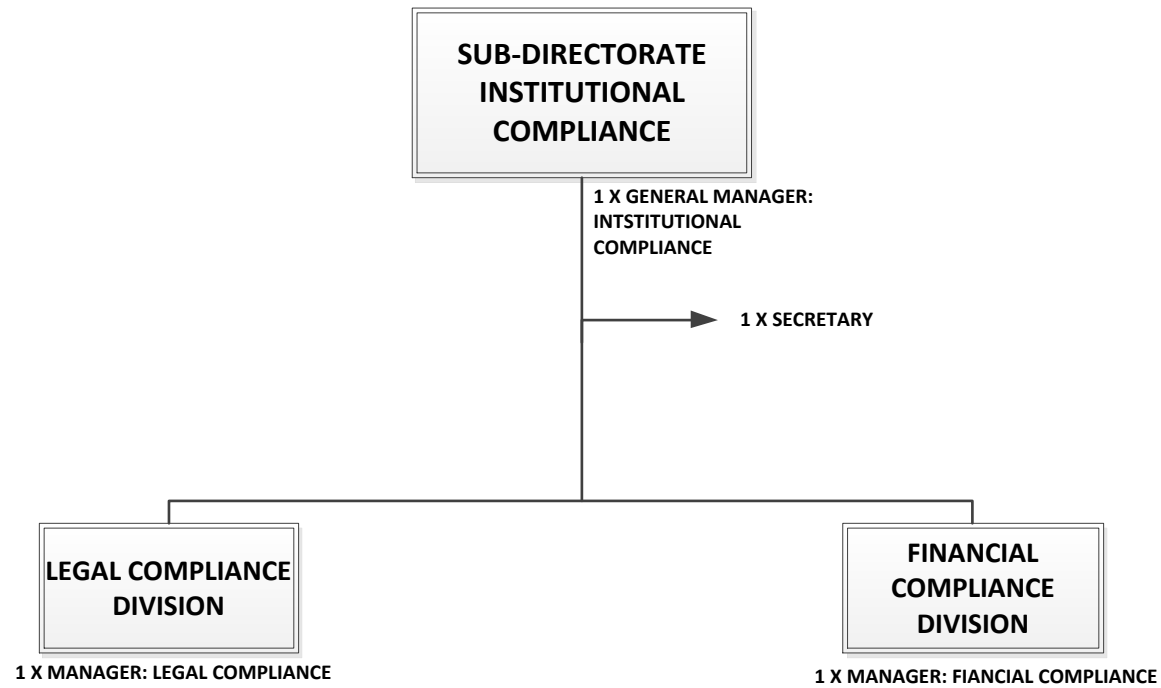 SUB-DIRECTORATE
INSTITUTIONAL
COMPLIANCE
1 X GENERAL MANAGER:
INTSTITUTIONAL
COMPLIANCE
1 X SECRETARY
LEGAL COMPLIANCE
DIVISION
1 X MANAGER: LEGAL COMPLIANCE
FINANCIAL
COMPLIANCE
DIVISION
1 X MANAGER: FIANCIAL COMPLIANCE